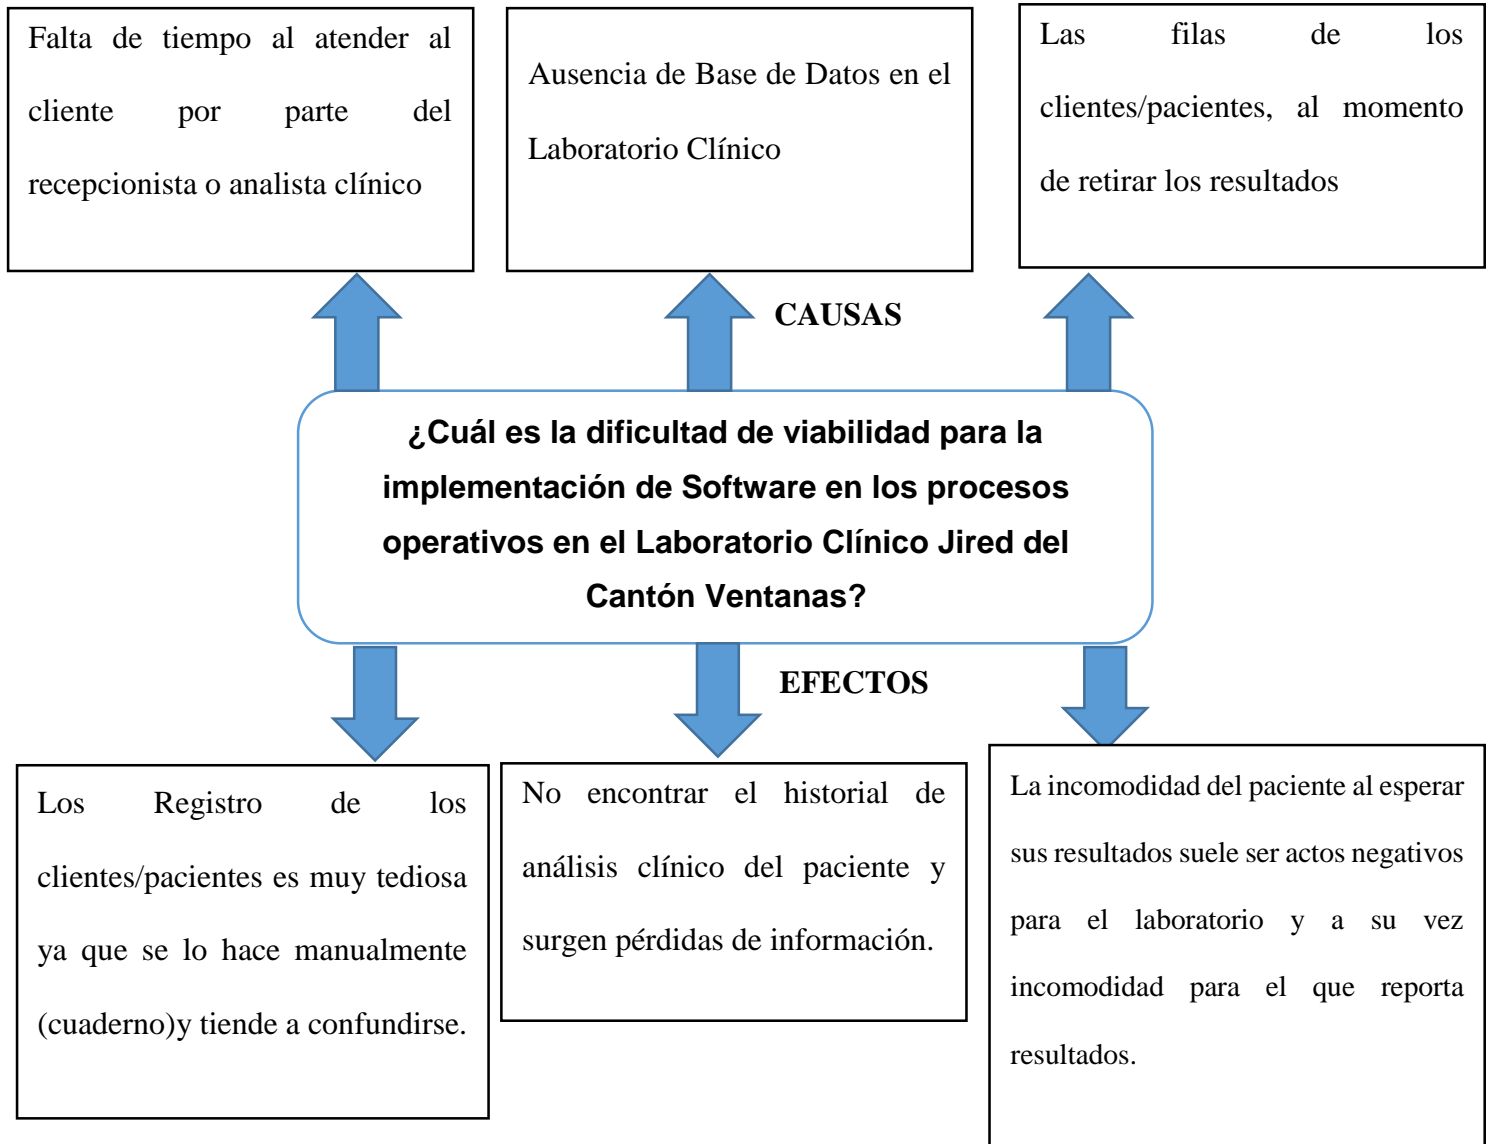 Falta de tiempo al atender al
cliente por parte del
recepcionista o analista clínico
Ausencia de Base de Datos en el
Laboratorio Clínico
Las filas de los
clientes/pacientes, al momento
de retirar los resultados
CAUSAS
¿Cuál es la dificultad de viabilidad para la
implementación de Software en los procesos
operativos en el Laboratorio Clínico Jired del
Cantón Ventanas?
EFECTOS
Los Registro de los
clientes/pacientes es muy tediosa
ya que se lo hace manualmente
(cuaderno)y tiende a confundirse.
No encontrar el historial de
análisis clínico del paciente y
surgen pérdidas de información.
La incomodidad del paciente al esperar
sus resultados suele ser actos negativos
para el laboratorio y a su vez
incomodidad para el que reporta
resultados.